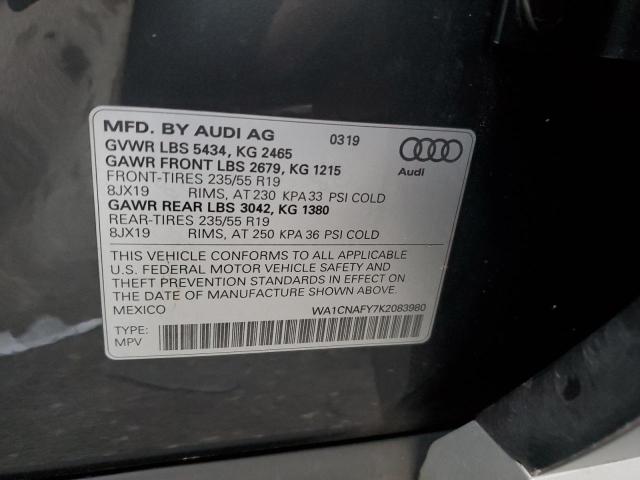 MFD. BY AUDI AG 0319
GVWR LBS 5434, KG 2465
GAWR FRONT LBS 2679, KG 1215
FRONT-TIRES 235/55 R19
8JX19 RIMS, AT 230 KPA 33 PSI COLD
GAWR REAR LBS 3042, KG 1380
REAR-TIRES 235/55 R19
8JX19 RIMS, AT 250 KPA 36 PSI COLD
Audi
THIS VEHICLE CONFORMS TO ALL APPLICABLE
U.S. FEDERAL MOTOR VEHICLE SAFETY AND
THEFT PREVENTION STANDARDS IN EFFECT ON
THE DATE OF MANUFACTURE SHOWN ABOVE.
MEXICO WA1CNAFY7K2083980
TYPE:
MPV